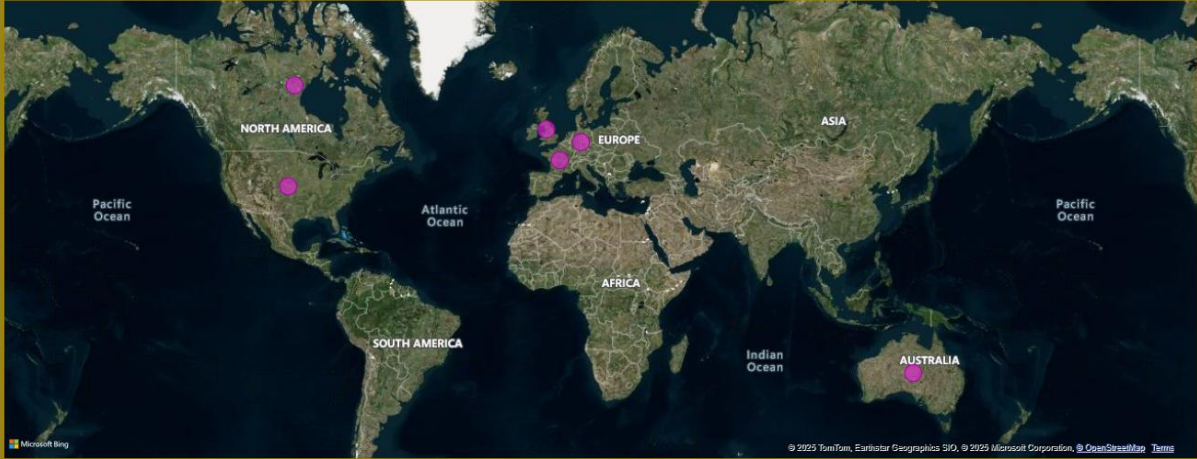 NORTH AMERICA
EUROPE
ASIA
Pacific
Ocean
Atlantic
Ocean
Pacific
Ocean
AFRICA
SOUTH AMERICA
Indian
Ocean
AUSTRALIA
Microsoft Bing
© 2025 TomTom, Earthstar Geographics SIO, © 2025 Microsoft Corporation, © OpenStreetMap Terms